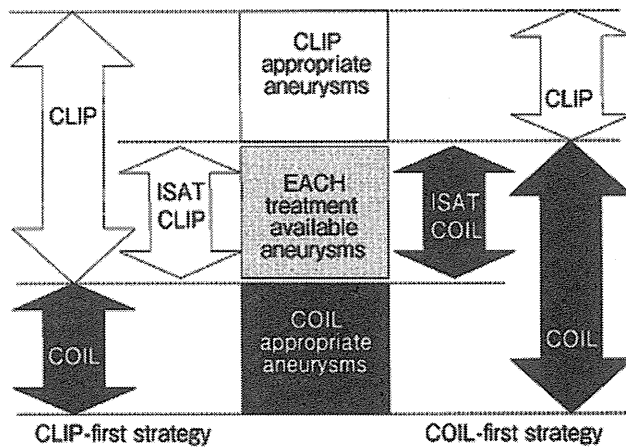 CLIP
appropriate
aneurysms
CLIP
CLIP
ISAT
CLIP
EACH
treatment
available
aneurysms
ISAT
COIL
COIL
COIL
appropriate
aneurysms
COIL
CLIP-first strategy
COIL-first strategy